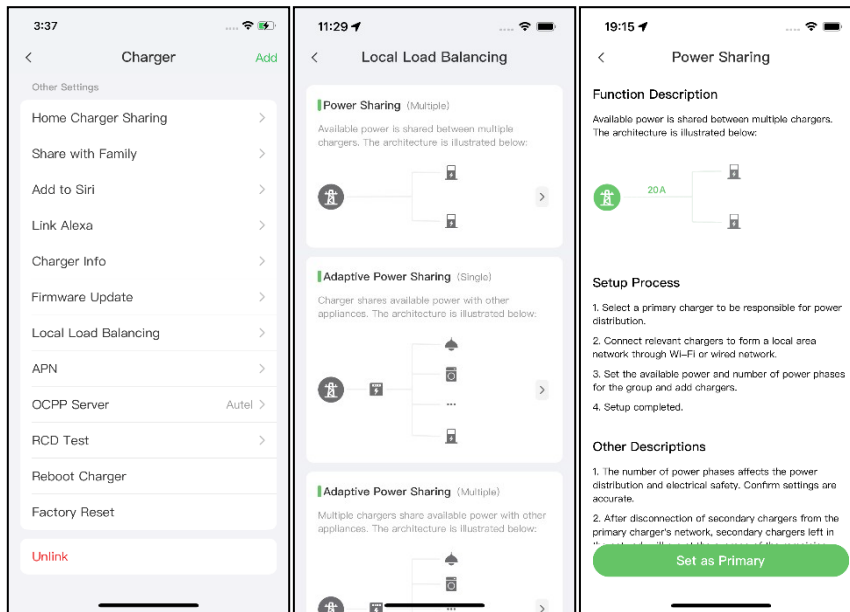 3:37
Charger
Add
Other Settings
Home Charger Sharing
Share with Family
Add to Siri
Link Alexa
Charger Info
Firmware Update
Local Load Balancing
APN
OCPP Server
Autel
RCD Test
Reboot Charger
Factory Reset
Unlink
11:29
Local Load Balancing
Power Sharing (Multiple)
Available power is shared between multiple
chargers. The architecture is illustrated below:
Adaptive Power Sharing (Single)
Charger shares available power with other
appliances. The architecture is illustrated below:
...
Adaptive Power Sharing (Multiple)
Multiple chargers share available power with other
appliances. The architecture is illustrated below:
19:15
Power Sharing
Function Description
Available power is shared between multiple chargers.
The architecture is illustrated below:
20A
Setup Process
1. Select a primary charger to be responsible for power
distribution.
2. Connect relevant chargers to form a local area
network through Wi-Fi or wired network.
3. Set the available power and number of power phases
for the group and add chargers.
4. Setup completed.
Other Descriptions
1. The number of power phases affects the power
distribution and electrical safety. Confirm settings are
accurate.
2. After disconnection of secondary chargers from the
primary charger's network, secondary chargers left in
Set as Primary